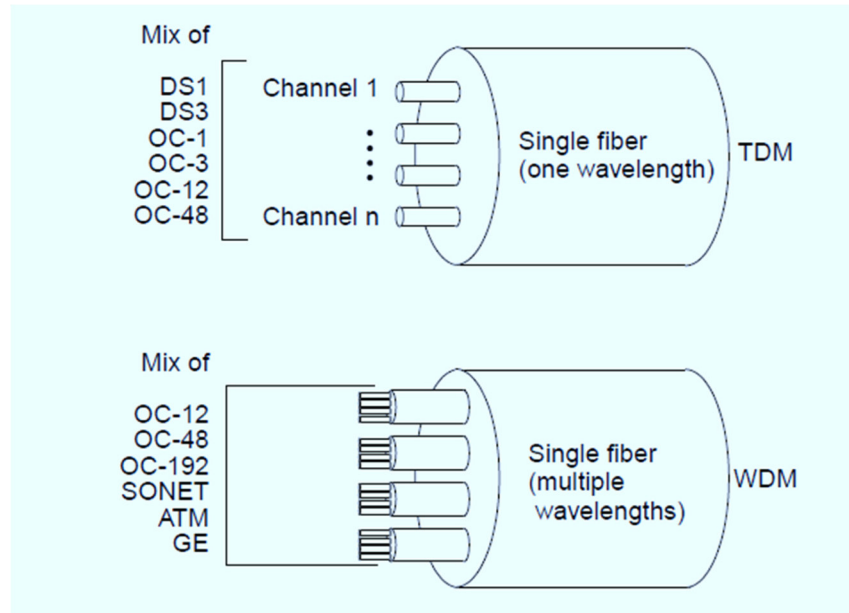 Mix of
DS1
DS3
OC-1
OC-3
OC-12
OC-48
Channel 1
Channel n
Single fiber
(one wavelength)
TDM
Mix of
OC-12
OC-48
OC-192
SONET
ATM
GE
Single fiber
(multiple
wavelengths)
WDM